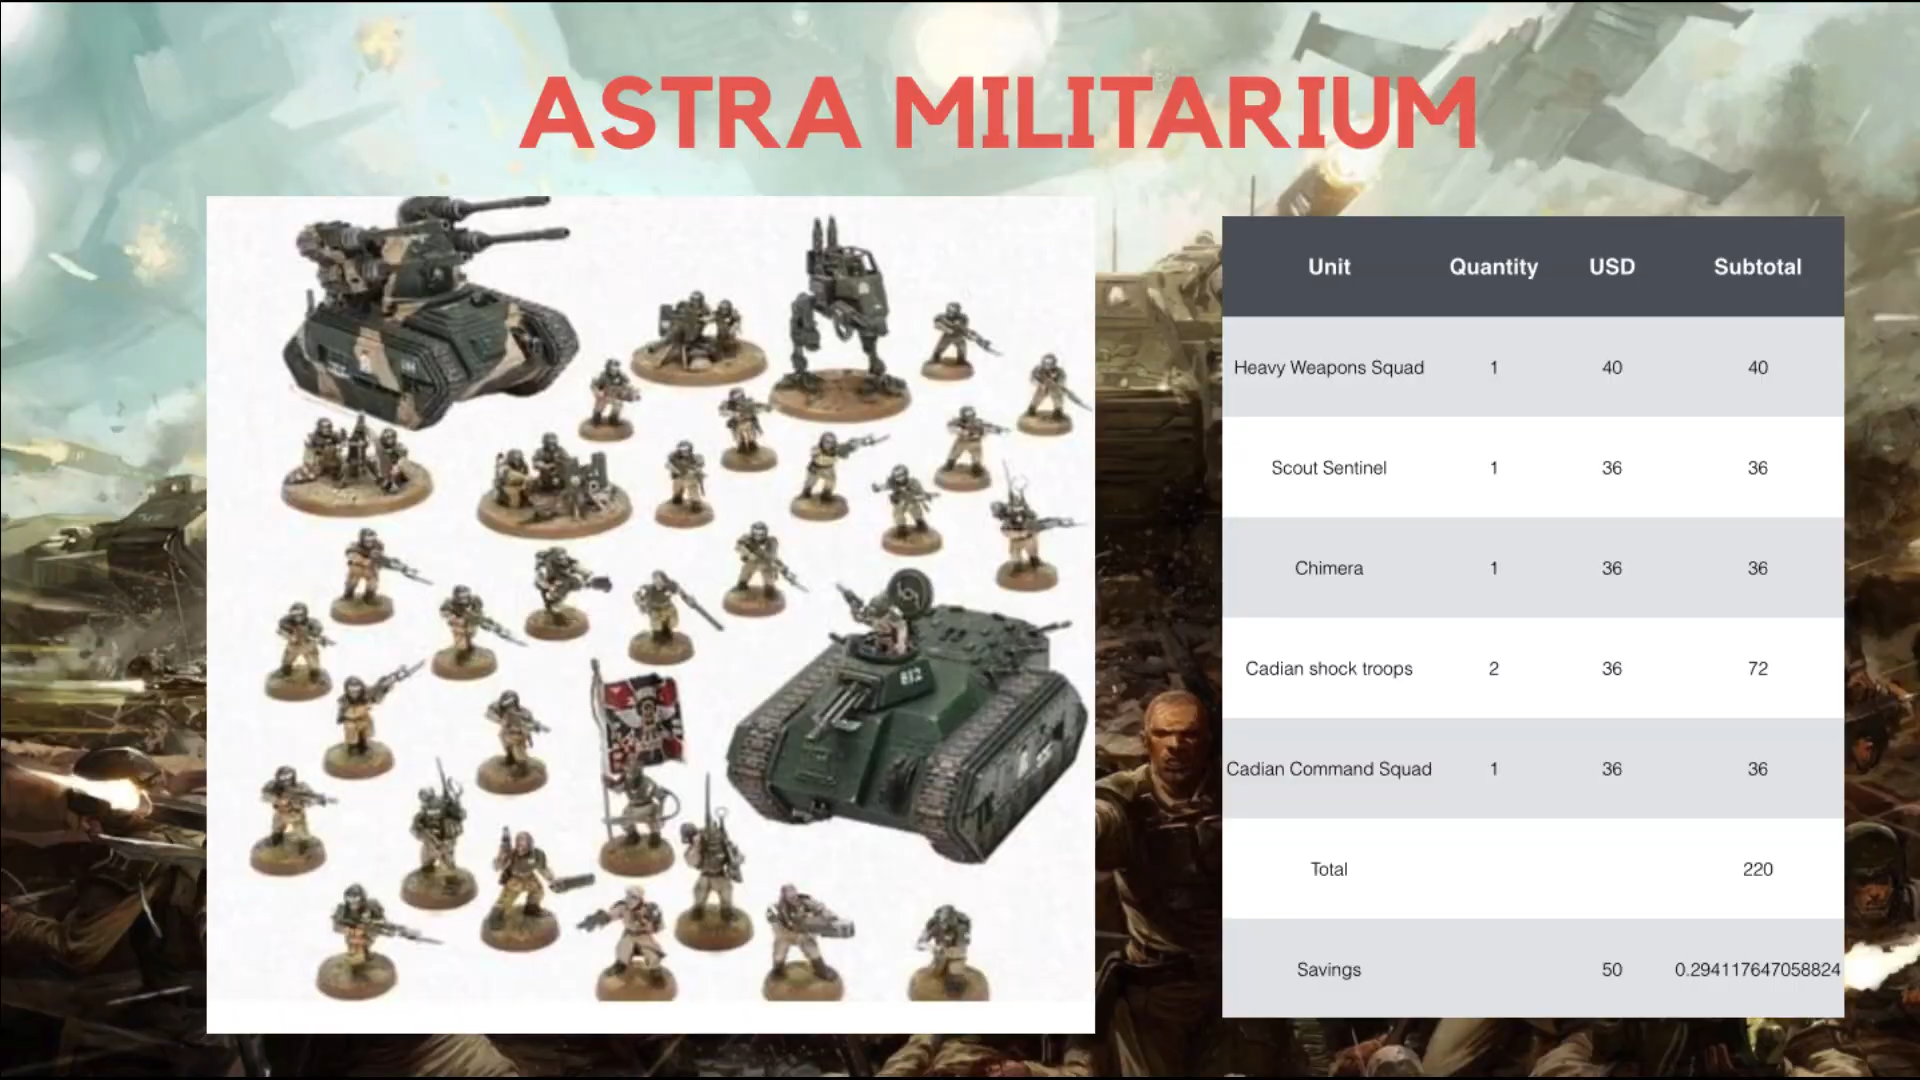 ASTRA MILITARIUM
Unit Quantity USD Subtotal
Heavy Weapons Squad 1 40 40
Scout Sentinel 1 36 36
Chimera 1 36 36
Cadian shock troops 2 36 72
Cadian Command Squad 1 36 36
Total 220
Savings 50 0.294117647058824
812